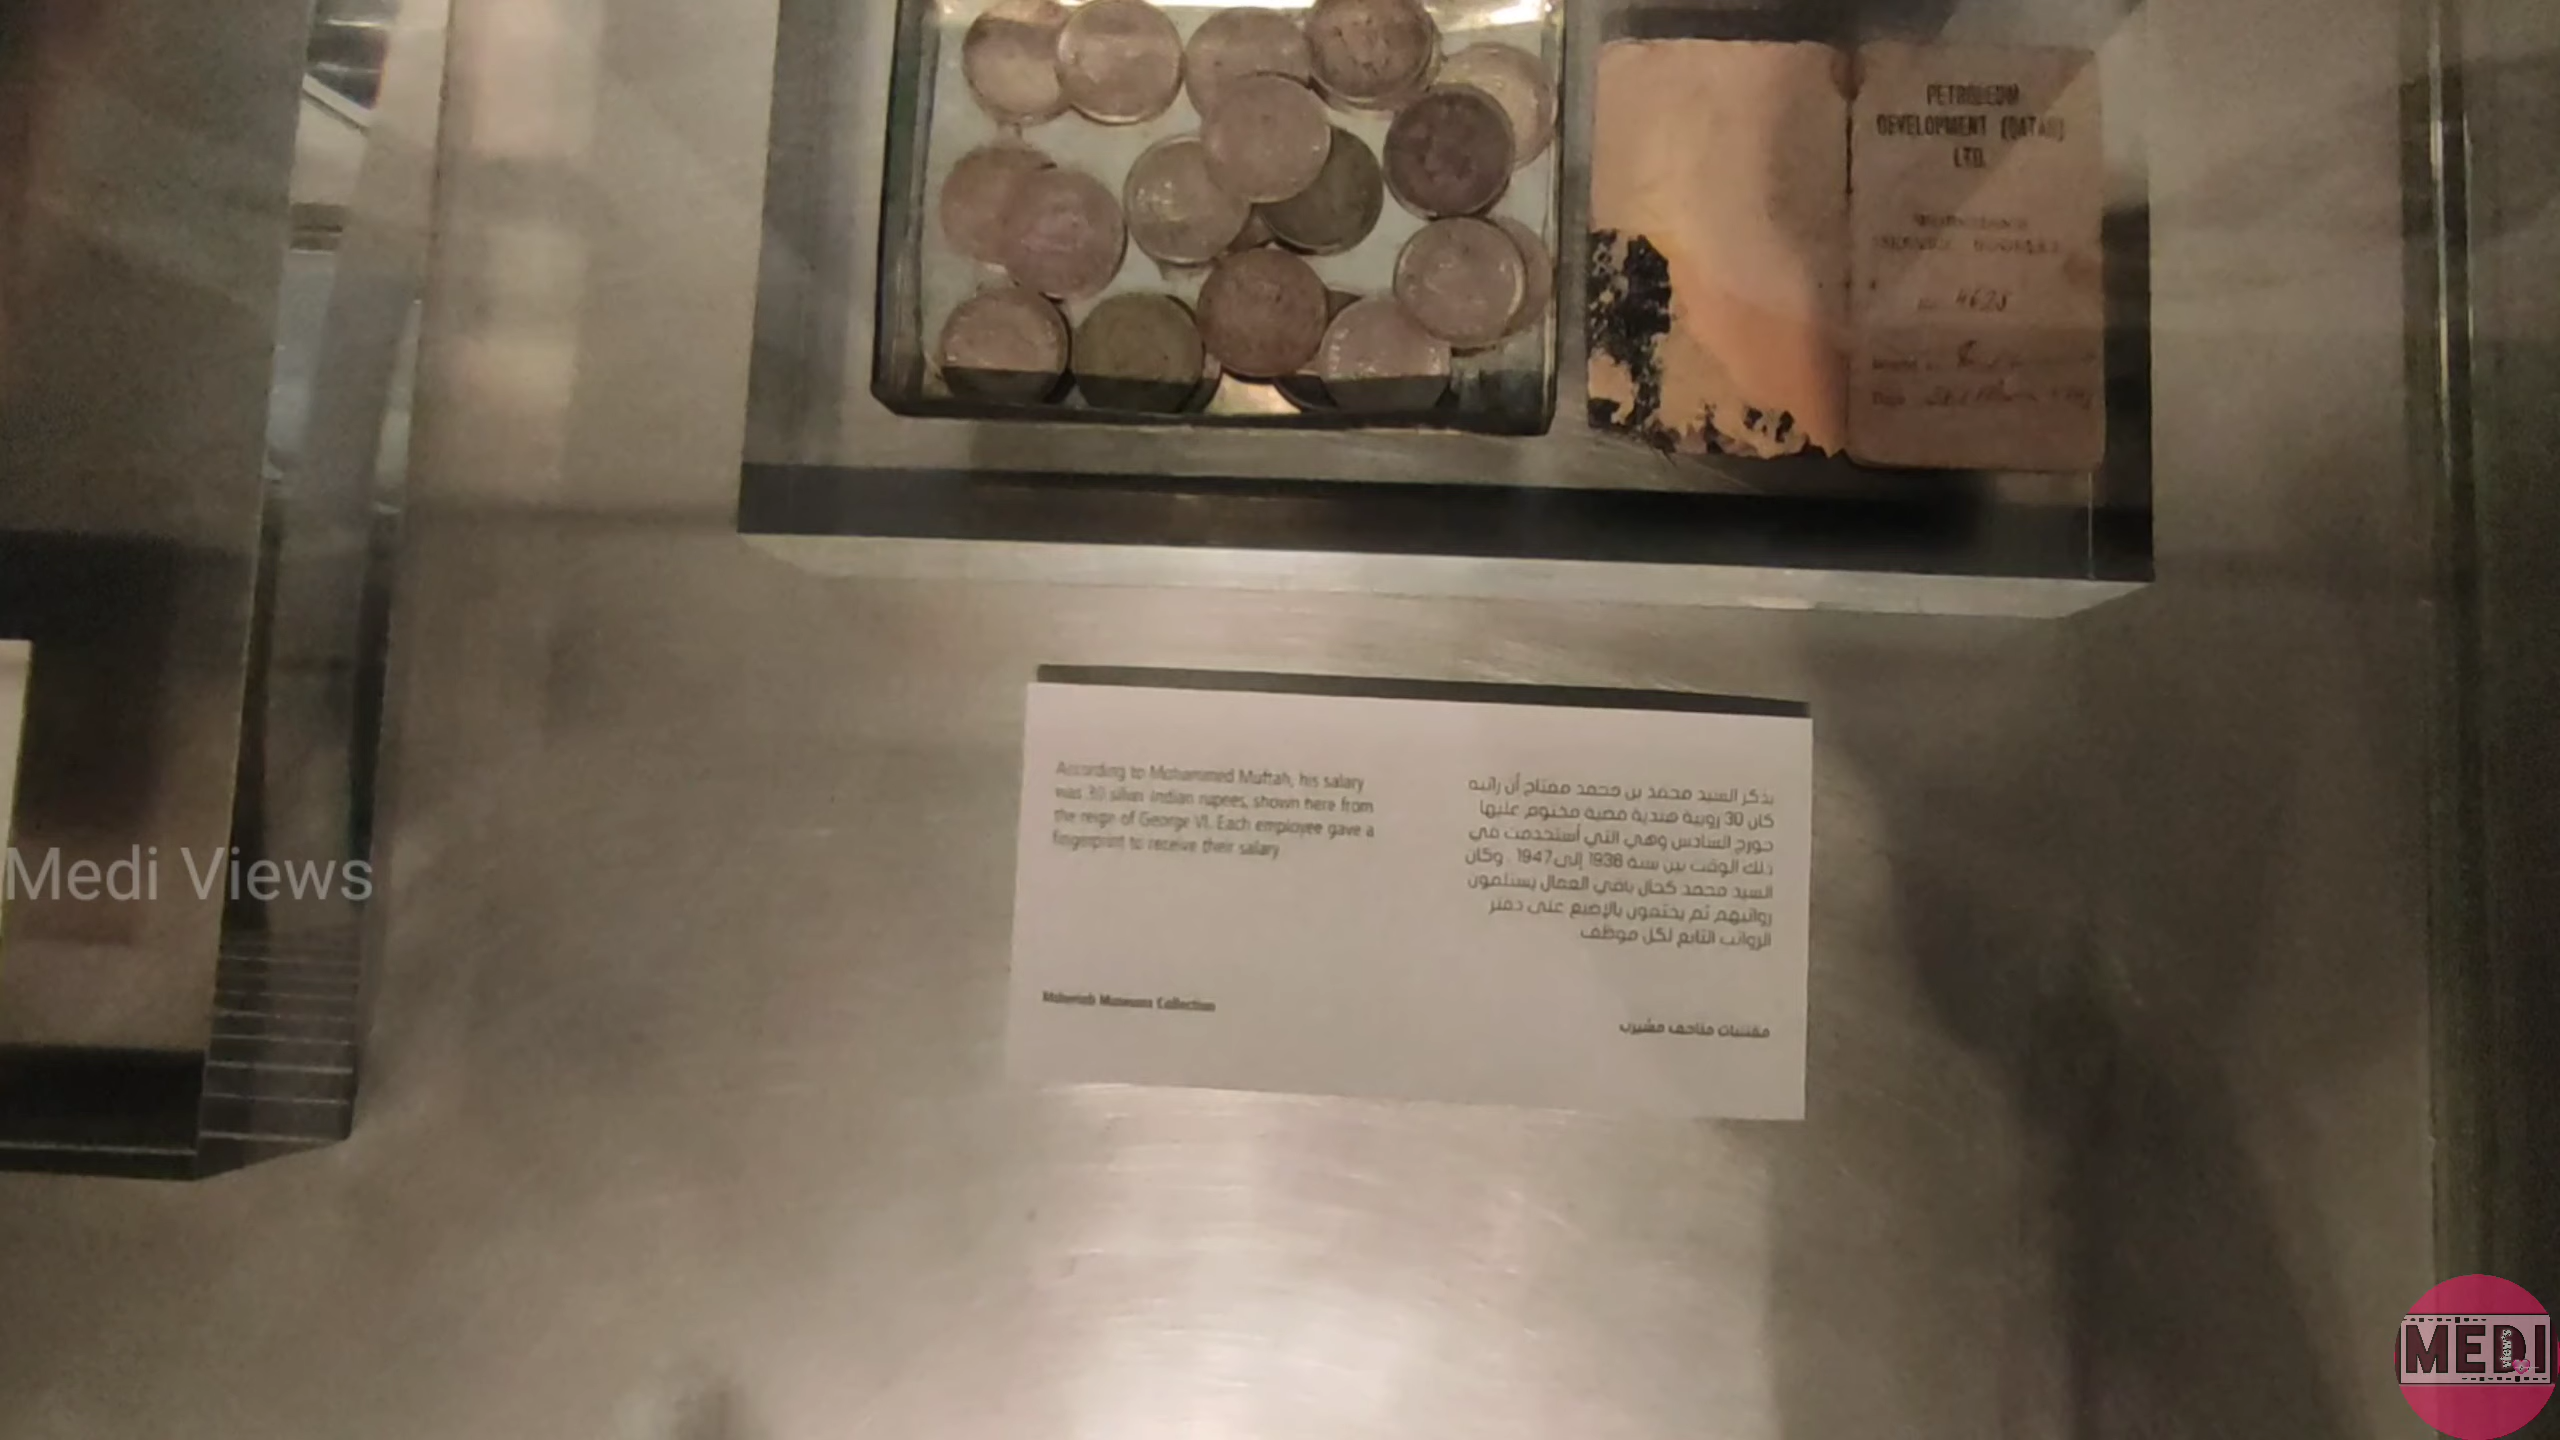 PETROLEUM
DEVELOPMENT (QATAR)
LTD.
SERVICE BOOKLET
No. 4628
According to Mohammed Muftah, his salary
was 30 silver Indian rupees, shown here from
the reign of George VI. Each employee gave a
fingerprint to receive their salary
Msheireb Museums Collection
يذكر السيد محمد بن محمد مفتاح أن راتبه
كان 30 روبية هندية فضية مختوم عليها
جورج السادس وهي التي أستخدمت في
ذلك الوقت بين سنة 1938 إلى 1947 . وكان
السيد محمد كحال باقي العمال يستلمون
رواتبهم ثم يختمون بالإصبع على دفتر
الرواتب التابع لكل موظف
مقتنيات متاحف مشيرب
Medi Views
MEDI